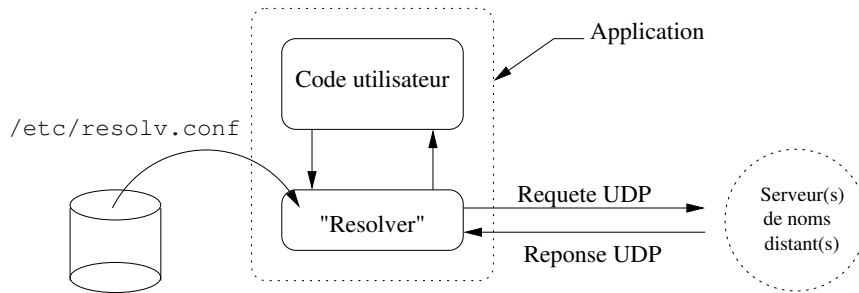 Application
Code utilisateur
/etc/resolv.conf
"Resolver"
Requete UDP
Reponse UDP
Serveur(s)
de noms
distant(s)